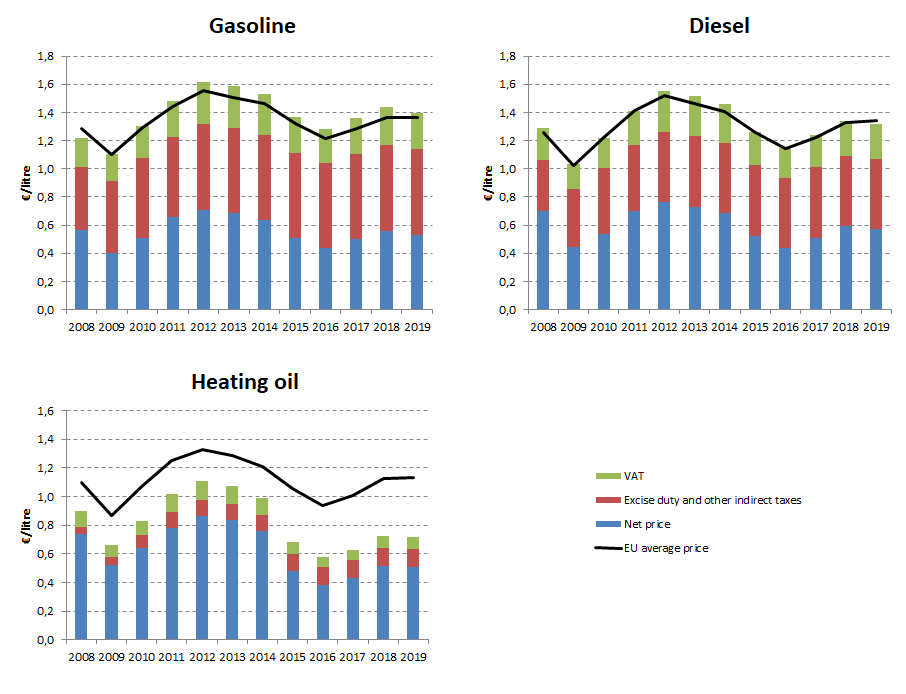 Gasoline
1,8
1,6
1,4
1,2
1,0
0,8
0,6
0,4
0,2
0,0
€/litre
2008 2009 2010 2011 2012 2013 2014 2015 2016 2017 2018 2019
Diesel
1,8
1,6
1,4
1,2
1,0
0,8
0,6
0,4
0,2
0,0
€/litre
2008 2009 2010 2011 2012 2013 2014 2015 2016 2017 2018 2019
Heating oil
1,6
1,4
1,2
1,0
0,8
0,6
0,4
0,2
0,0
€/litre
2008 2009 2010 2011 2012 2013 2014 2015 2016 2017 2018 2019
VAT
Excise duty and other indirect taxes
Net price
EU average price